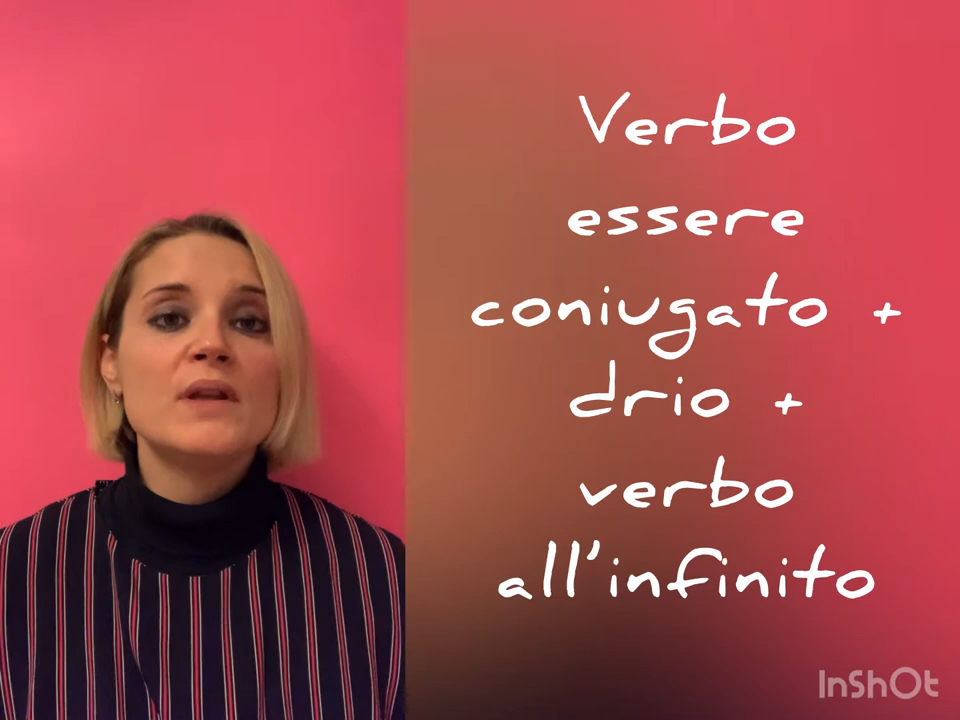 Verbo
essere
coniugato +
drio +
verbo
all'infinito
InShOt